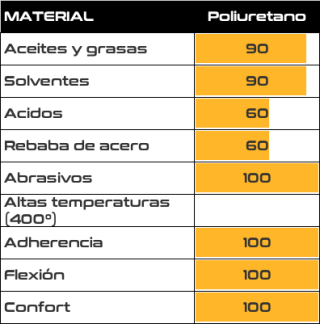 MATERIAL Poliuretano
Aceites y grasas 90
Solventes 90
Acidos 60
Rebaba de acero 60
Abrasivos 100
Altas temperaturas
(400º)
Adherencia 100
Flexión 100
Confort 100